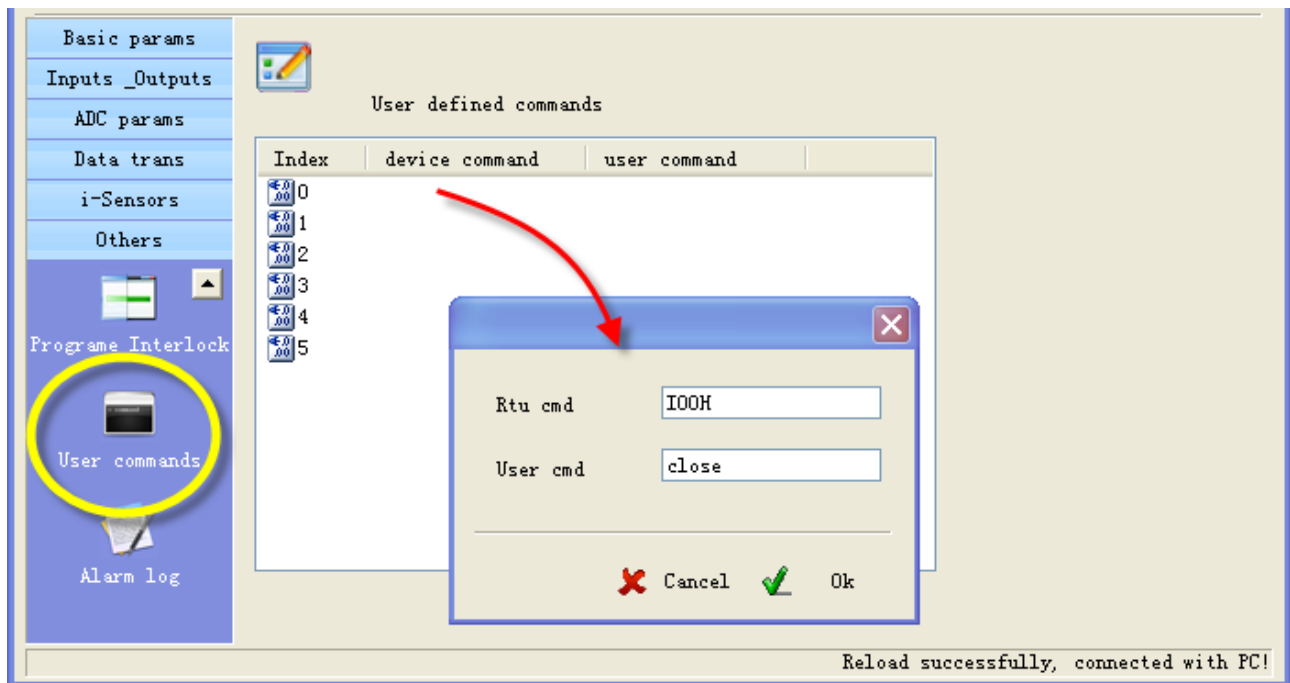 Basic params
Inputs _Outputs
ADC params
Data trans
i-Sensors
Others
Programe Interlock
User commands
Alarm log
User defined commands
Index device command user command
0
1
2
3
4
5
Rtu cmd IOOH
User cmd close
Cancel Ok
Reload successfully, connected with PC!